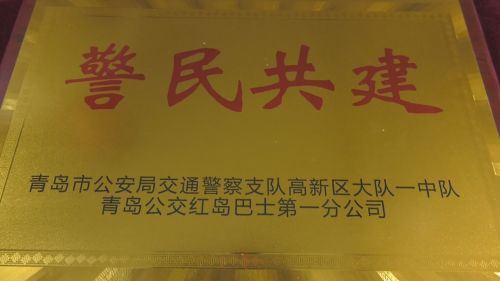 警民共建
青岛市公安局交通警察支队高新区大队一中队
青岛公交红岛巴士第一分公司